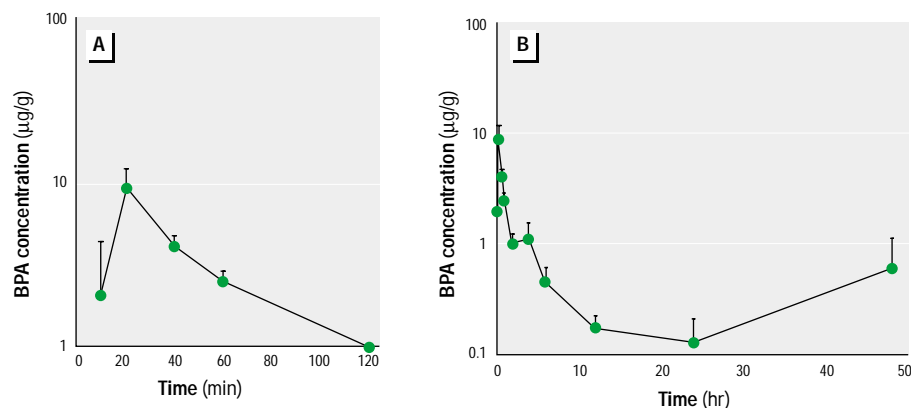 A
BPA concentration (µg/g)
100
10
1
0 20 40 60 80 100 120
Time (min)
B
BPA concentration (µg/g)
100
10
1
0.1
0 10 20 30 40 50
Time (hr)